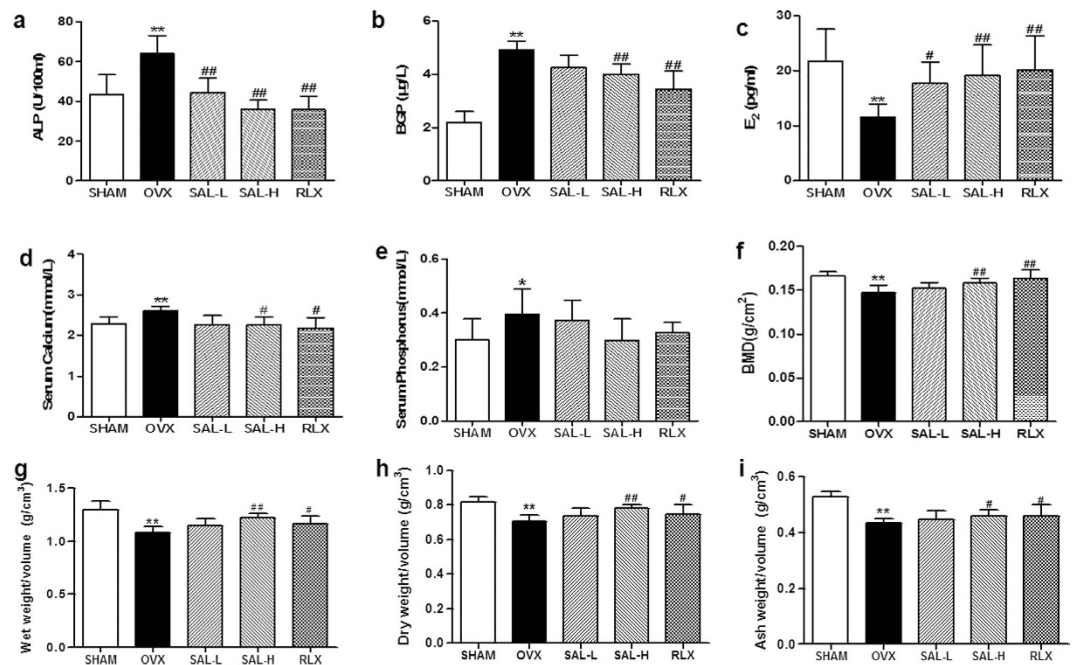 a
ALP (U/100ml)
80
60
40
20
0
**
##
##
##
SHAM OVX SAL-L SAL-H RLX
b
BGP (μg/L)
6
4
2
0
**
##
##
SHAM OVX SAL-L SAL-H RLX
c
E2 (pg/ml)
30
20
10
0
**
#
##
##
SHAM OVX SAL-L SAL-H RLX
d
Serum Calcium(mmol/L)
4
3
2
1
0
**
#
#
SHAM OVX SAL-L SAL-H RLX
e
Serum Phosphorus(mmol/L)
0.6
0.4
0.2
0.0
*
SHAM OVX SAL-L SAL-H RLX
f
BMD(g/cm2)
0.20
0.15
0.10
0.05
0.00
**
##
##
SHAM OVX SAL-L SAL-H RLX
g
Wet weight/volume (g/cm3)
1.5
1.0
0.5
0.0
**
##
#
SHAM OVX SAL-L SAL-H RLX
h
Dry weight/volume (g/cm3)
1.0
0.8
0.6
0.4
0.2
0.0
**
##
#
SHAM OVX SAL-L SAL-H RLX
i
Ash weight/volume (g/cm3)
0.6
0.4
0.2
0.0
**
#
#
SHAM OVX SAL-L SAL-H RLX